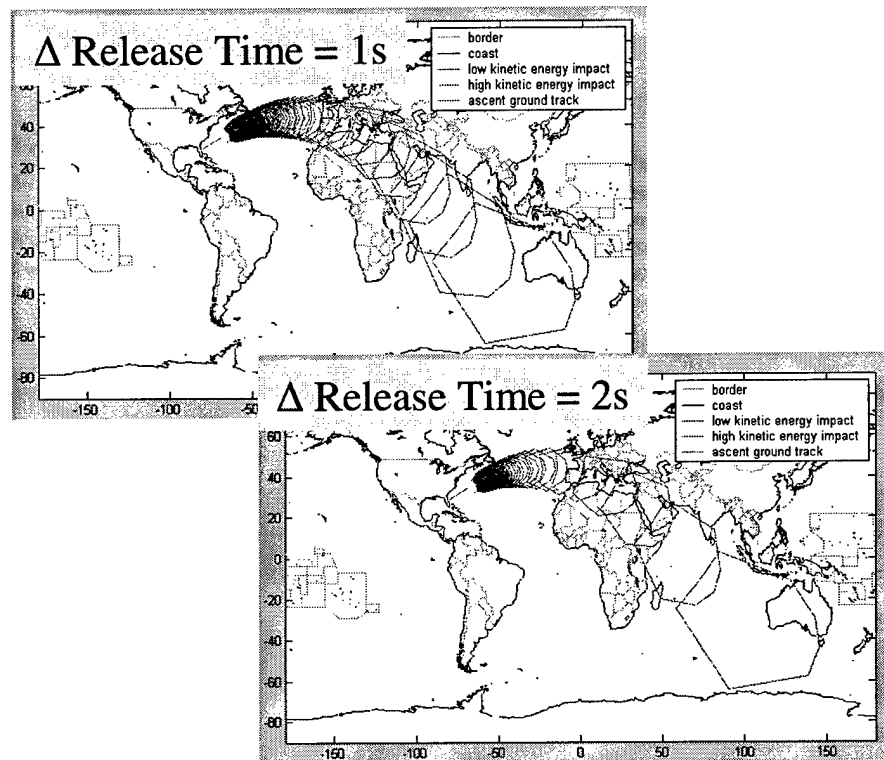 Δ Release Time = 1s
border
coast
low kinetic energy impact
high kinetic energy impact
ascent ground track
60
40
20
0
-20
-40
-60
-80
-150
-100
-50
Δ Release Time = 2s
border
coast
low kinetic energy impact
high kinetic energy impact
ascent ground track
60
40
20
0
-20
-40
-60
-80
-150
-100
-50
0
50
100
150